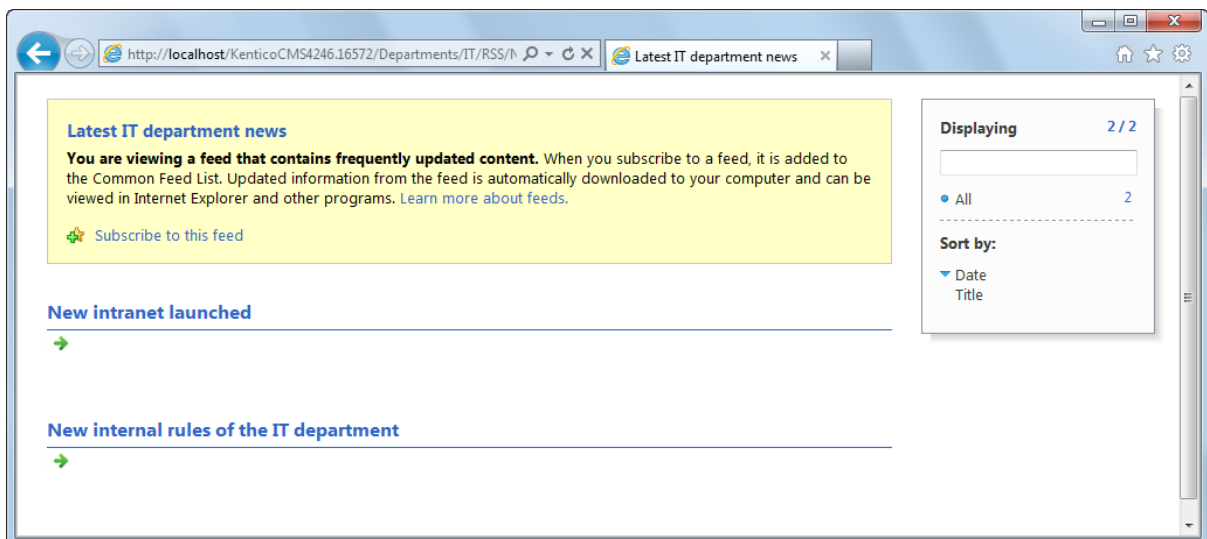 http://localhost/KenticoCMS4246.16572/Departments/IT/RSS/N
Latest IT department news
Latest IT department news
You are viewing a feed that contains frequently updated content. When you subscribe to a feed, it is added to
the Common Feed List. Updated information from the feed is automatically downloaded to your computer and can be
viewed in Internet Explorer and other programs. Learn more about feeds.
Subscribe to this feed
New intranet launched
New internal rules of the IT department
Displaying 2 / 2
All 2
Sort by:
Date
Title